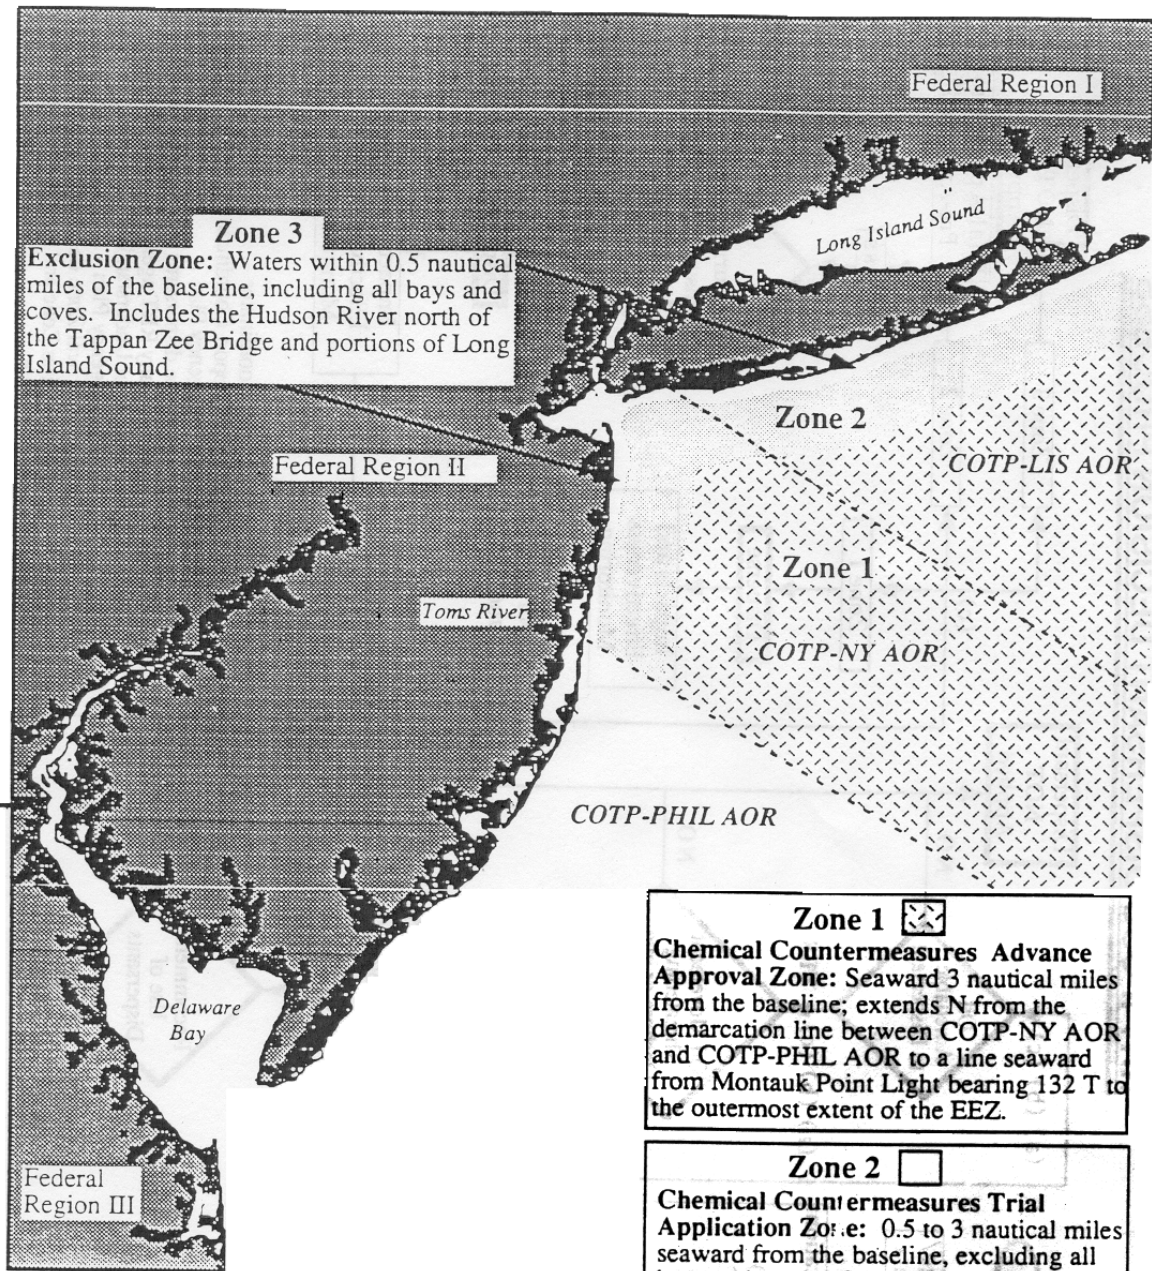 Federal Region I
Long Island Sound
Zone 3
Exclusion Zone: Waters within 0.5 nautical
miles of the baseline, including all bays and
coves. Includes the Hudson River north of
the Tappan Zee Bridge and portions of Long
Island Sound.
Zone 2
COTP-LIS AOR
Federal Region II
Zone 1
Toms River
COTP-NY AOR
COTP-PHIL AOR
Zone 1
Chemical Countermeasures Advance
Approval Zone: Seaward 3 nautical miles
from the baseline; extends N from the
demarcation line between COTP-NY AOR
and COTP-PHIL AOR to a line seaward
from Montauk Point Light bearing 132 T to
the outermost extent of the EEZ.
Delaware
Bay
Zone 2
Chemical Countermeasures Trial
Application Zone: 0.5 to 3 nautical miles
seaward from the baseline, excluding all
Federal
Region III